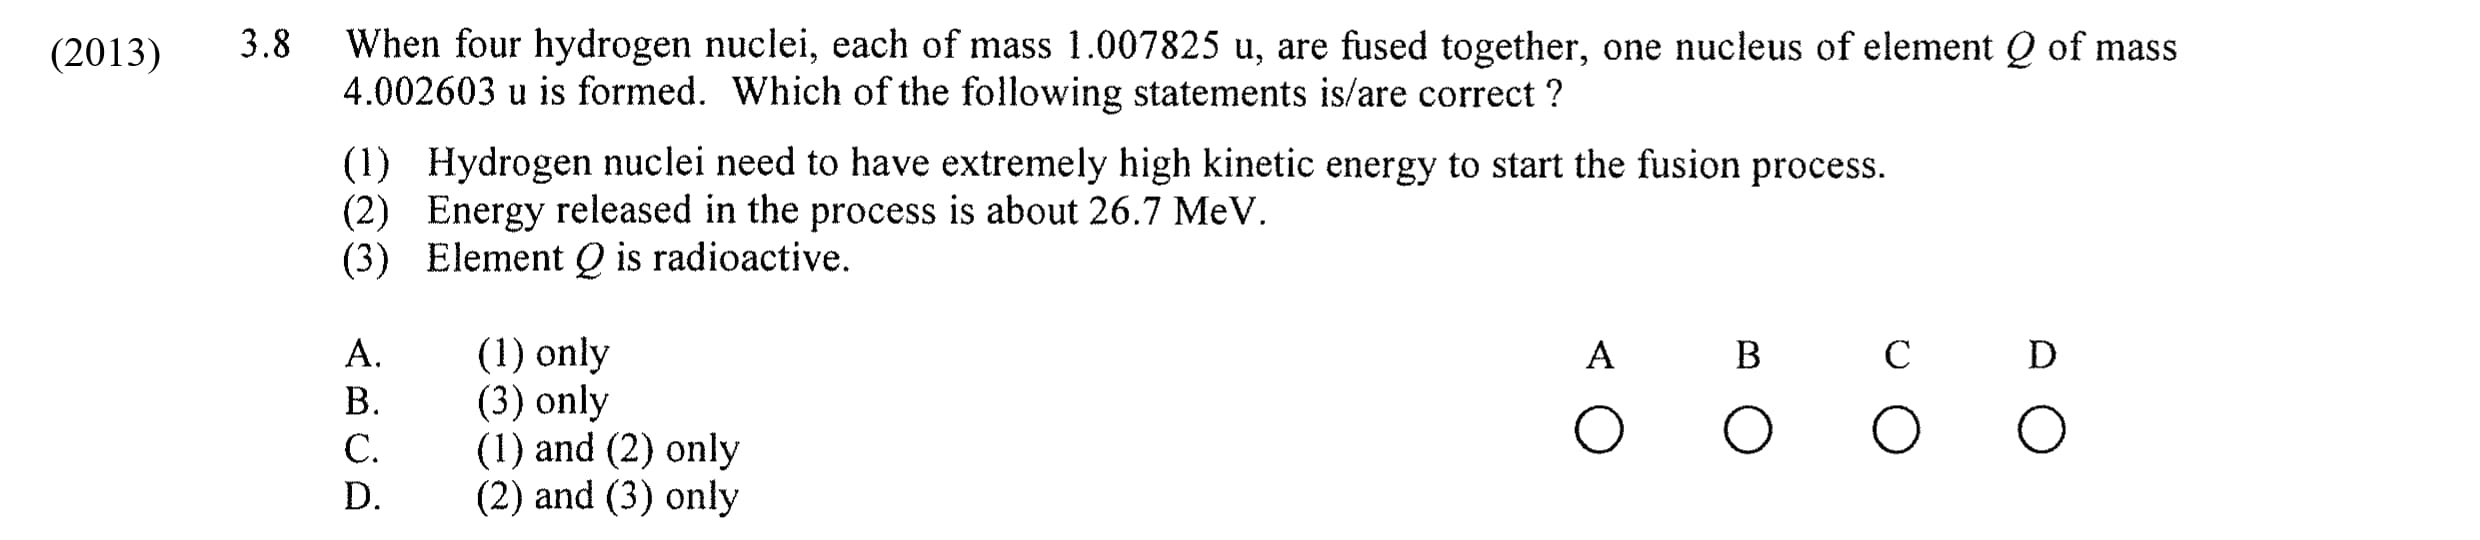 (2013) 3.8 When four hydrogen nuclei, each of mass 1.007825 u, are fused together, one nucleus of element Q of mass
4.002603 u is formed. Which of the following statements is/are correct ?
(1) Hydrogen nuclei need to have extremely high kinetic energy to start the fusion process.
(2) Energy released in the process is about 26.7 MeV.
(3) Element Q is radioactive.
A. (1) only A B C D
B. (3) only
C. (1) and (2) only
D. (2) and (3) only